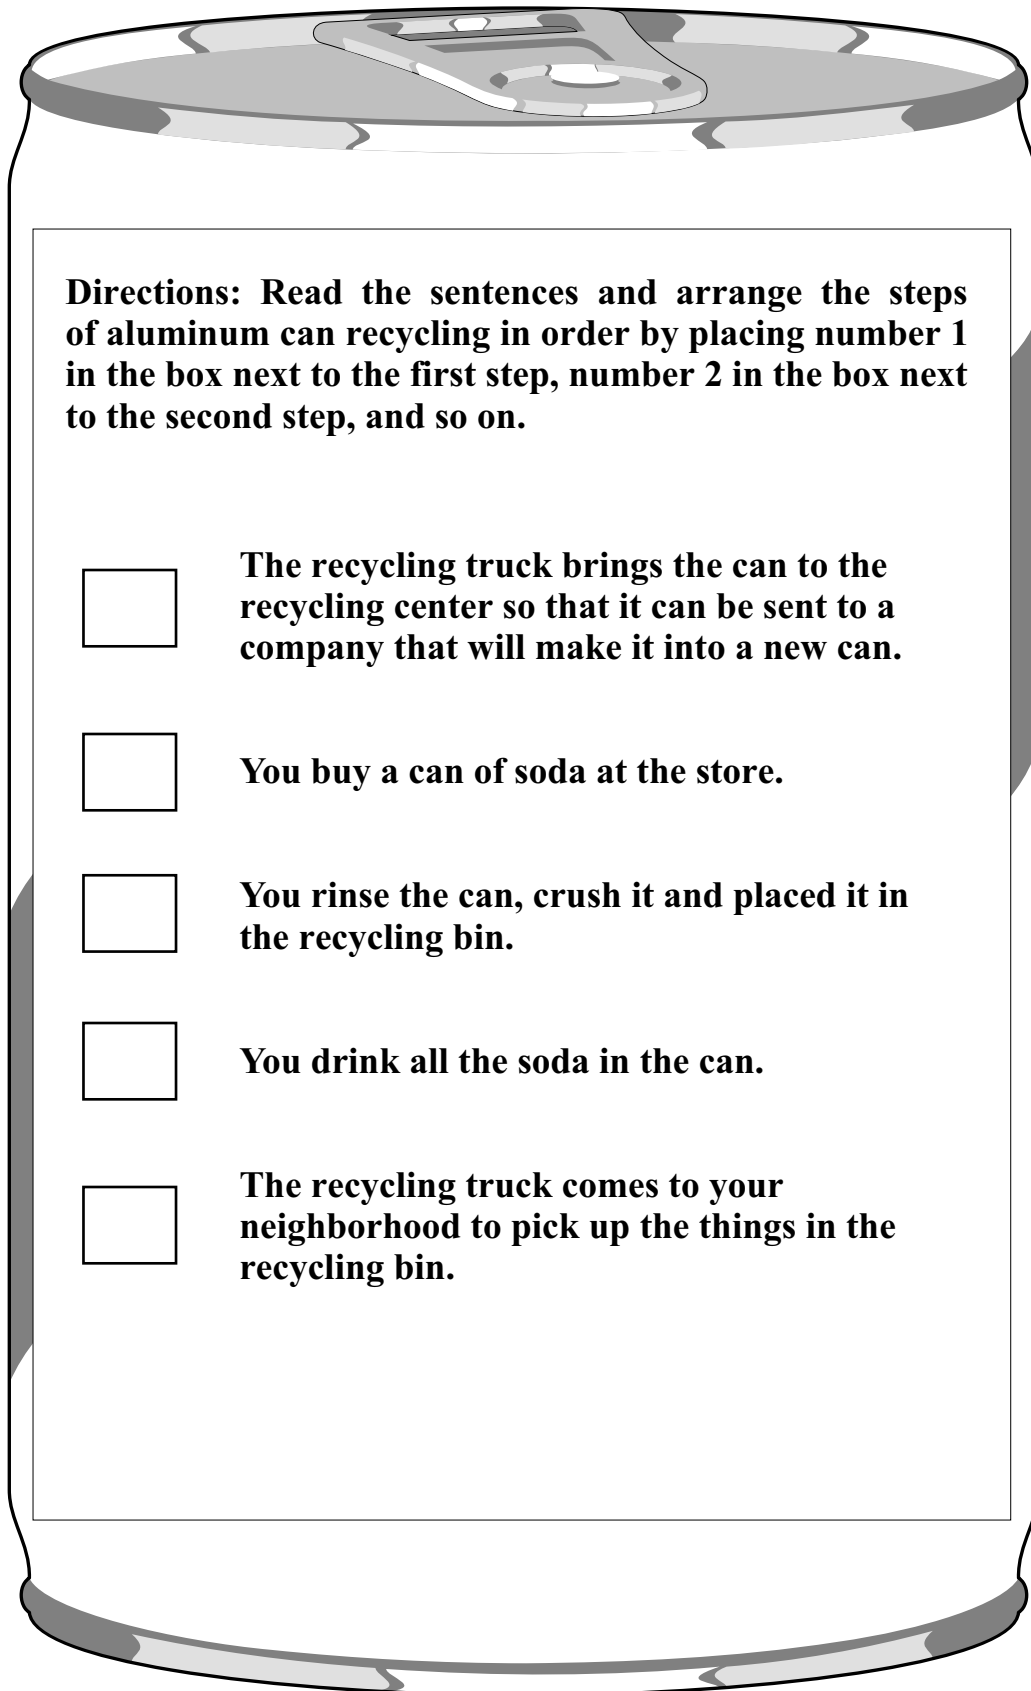 Directions: Read the sentences and arrange the steps
of aluminum can recycling in order by placing number 1
in the box next to the first step, number 2 in the box next
to the second step, and so on.
The recycling truck brings the can to the
recycling center so that it can be sent to a
company that will make it into a new can.
You buy a can of soda at the store.
You rinse the can, crush it and placed it in
the recycling bin.
You drink all the soda in the can.
The recycling truck comes to your
neighborhood to pick up the things in the
recycling bin.